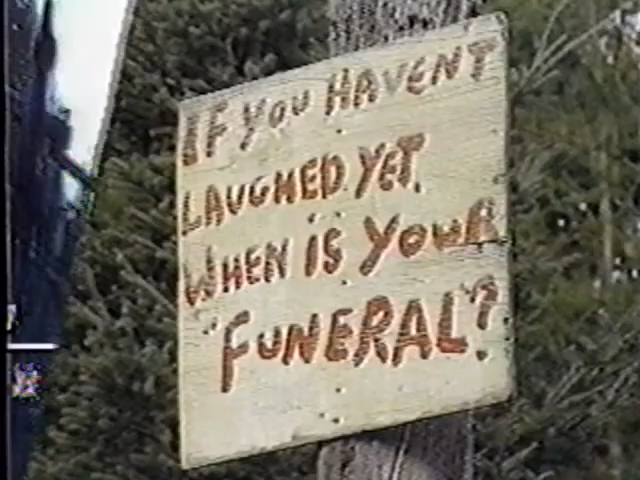 IF YOU HAVENT
LAUGHED YET.
WHEN IS YOUR
"FUNERAL"?